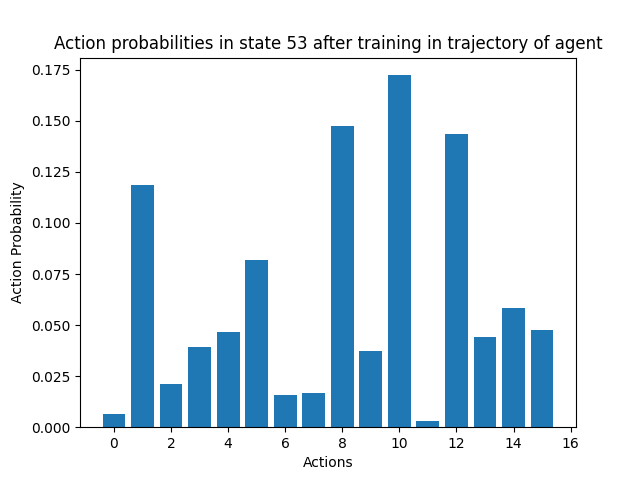 Action probabilities in state 53 after training in trajectory of agent
0.175
0.150
0.125
0.100
0.075
0.050
0.025
0.000
Action Probability
0 2 4 6 8 10 12 14 16
Actions